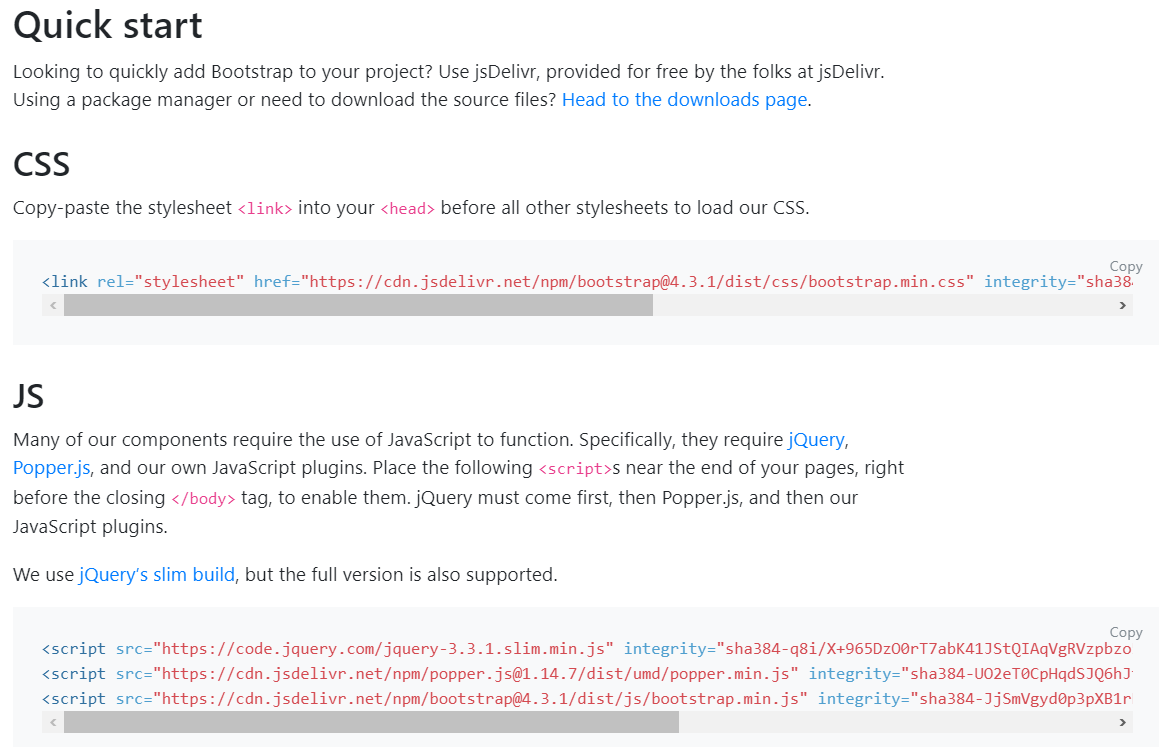 Quick start
Looking to quickly add Bootstrap to your project? Use jsDelivr, provided for free by the folks at jsDelivr.
Using a package manager or need to download the source files? Head to the downloads page.
CSS
Copy-paste the stylesheet <link> into your <head> before all other stylesheets to load our CSS.
Copy
<link rel="stylesheet" href="https://cdn.jsdelivr.net/npm/bootstrap@4.3.1/dist/css/bootstrap.min.css" integrity="sha38
JS
Many of our components require the use of JavaScript to function. Specifically, they require jQuery,
Popper.js, and our own JavaScript plugins. Place the following <script>s near the end of your pages, right
before the closing </body> tag, to enable them. jQuery must come first, then Popper.js, and then our
JavaScript plugins.
We use jQuery’s slim build, but the full version is also supported.
Copy
<script src="https://code.jquery.com/jquery-3.3.1.slim.min.js" integrity="sha384-q8i/X+965DzO0rT7abK41JStQIAqVgRVzpbzo
<script src="https://cdn.jsdelivr.net/npm/popper.js@1.14.7/dist/umd/popper.min.js" integrity="sha384-UO2eT0CpHqdSJQ6hJ
<script src="https://cdn.jsdelivr.net/npm/bootstrap@4.3.1/dist/js/bootstrap.min.js" integrity="sha384-JjSmVgyd0p3pXB1r